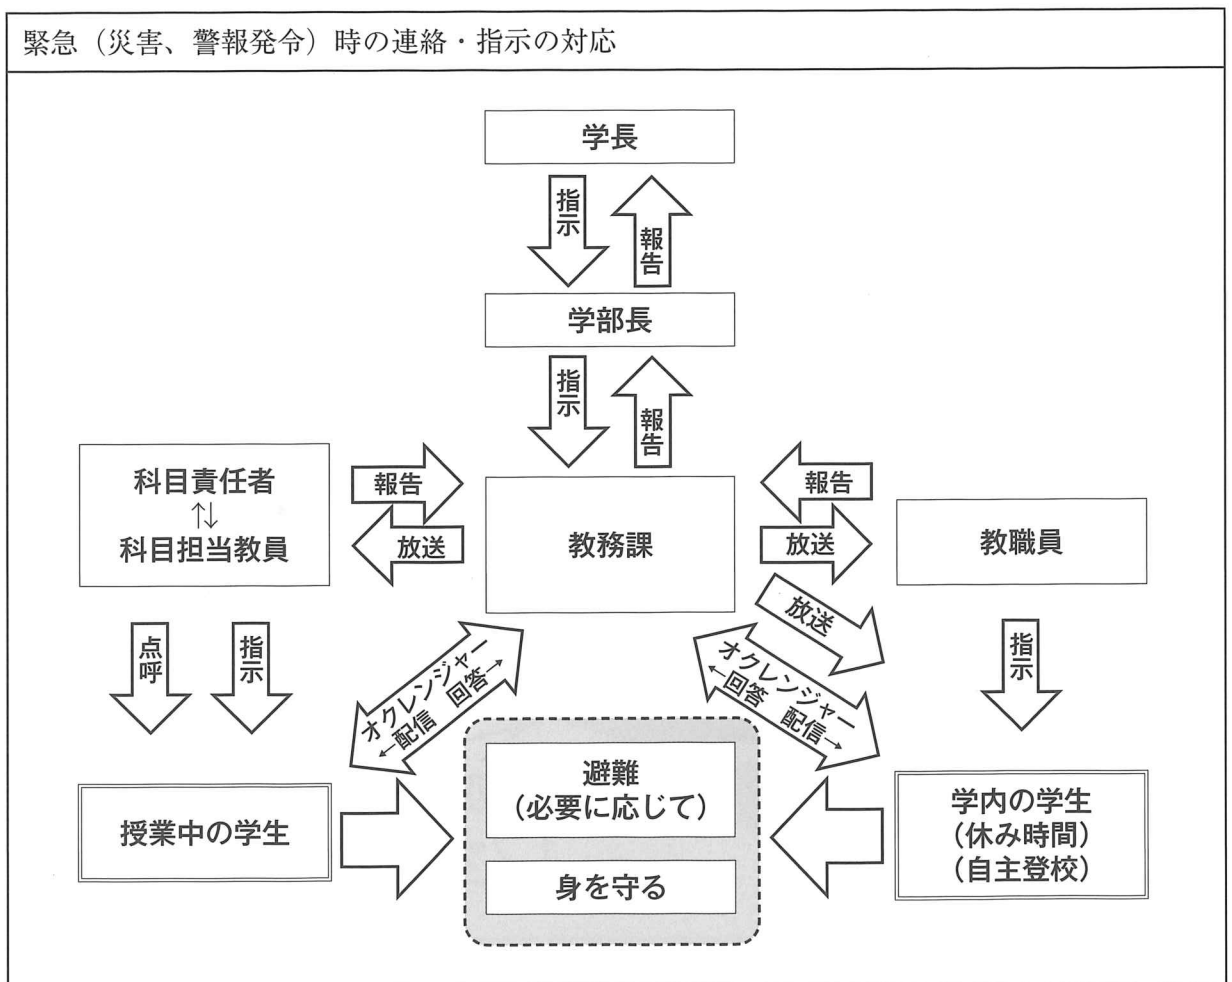 緊急（災害、警報発令）時の連絡・指示の対応
学長
指示
報告
学部長
指示
報告
科目責任者
↑↓
科目担当教員
報告
放送
教務課
報告
放送
教職員
点呼
指示
オクレンジャー
←配信 回答→
放送
オクレンジャー
←回答 配信→
指示
授業中の学生
避難
（必要に応じて）
身を守る
学内の学生
（休み時間）
（自主登校）